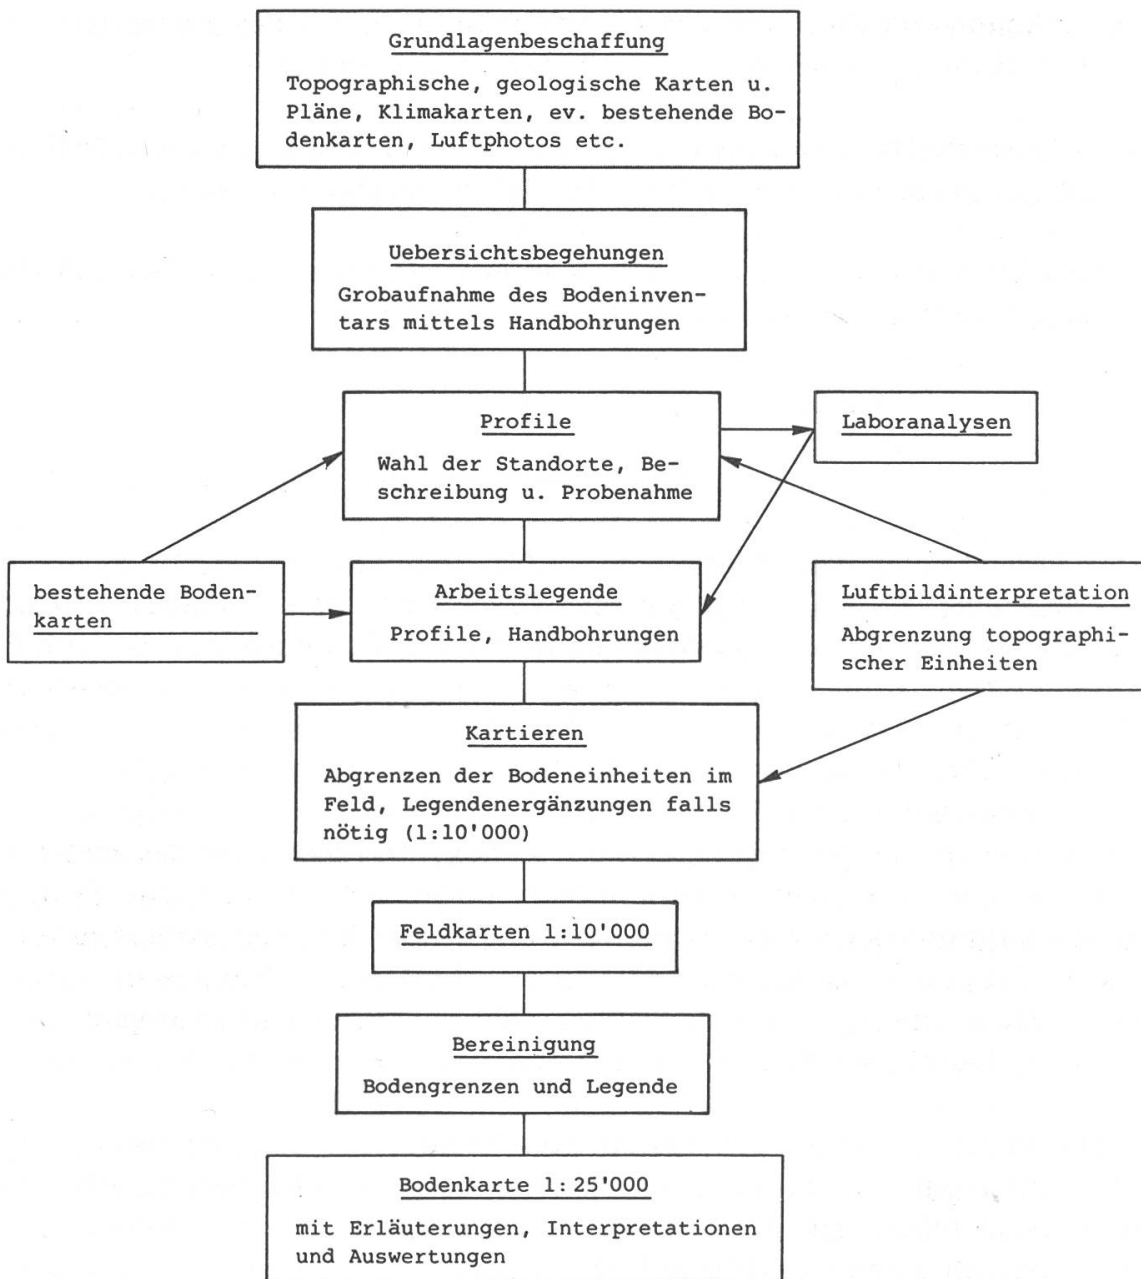 Grundlagenbeschaffung
Topographische, geologische Karten u.
Pläne, Klimakarten, ev. bestehende Bo-
denkarten, Luftphotos etc.
Uebersichtsbegehungen
Grobaufnahme des Bodeninven-
tars mittels Handbohrungen
Profile
Wahl der Standorte, Be-
schreibung u. Probenahme
Laboranalysen
bestehende Boden-
karten
Arbeitslegende
Profile, Handbohrungen
Luftbildinterpretation
Abgrenzung topographi-
scher Einheiten
Kartieren
Abgrenzen der Bodeneinheiten im
Feld, Legendenergänzungen falls
nötig (1:10'000)
Feldkarten 1:10'000
Bereinigung
Bodengrenzen und Legende
Bodenkarte 1:25'000
mit Erläuterungen, Interpretationen
und Auswertungen